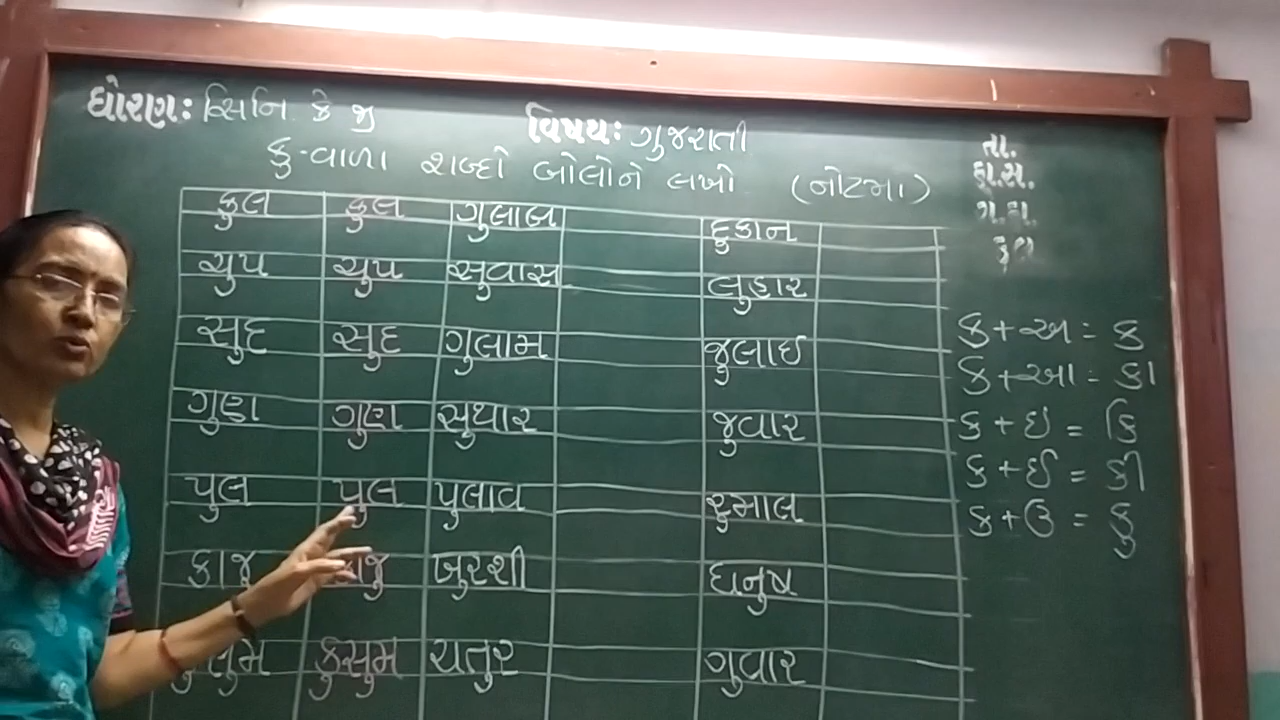 ધોરણ: સિનિ. કે જી
વિષય: ગુજરાતી
તા.
હા.સ.
ગ.હા.
કુલ
કુ-વાળા શબ્દો બોલોને લખો (નોટમા)
કુલ કુલ ગુલાબ દુકાન
ચુપ ચુપ સુવાસ લુહાર
સુદ સુદ ગુલામ જુલાઈ
ગુણ ગુણ સુથાર જુવાર
પુલ પુલ પુલાવ રુમાલ
કાજુ કાજુ ખુરશી ધનુષ
કુસુમ કુસુમ ચતુર ગુવાર
ક+અ = ક
ક+આ = કા
ક+ઇ = કિ
ક+ઈ = કી
ક+ઉ = કુ